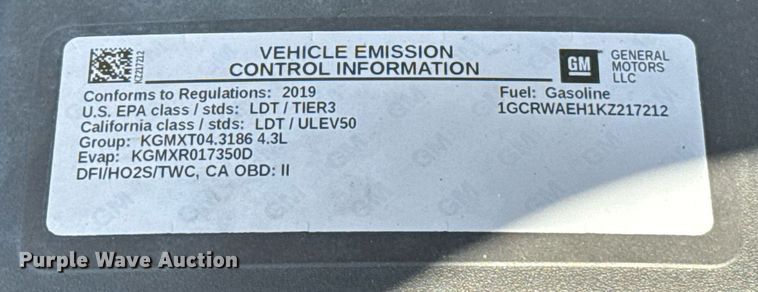 KZ217212
VEHICLE EMISSION
CONTROL INFORMATION
GM
GENERAL
MOTORS
LLC
Conforms to Regulations: 2019
U.S. EPA class / stds: LDT / TIER3
California class / stds: LDT / ULEV50
Group: KGMXT04.3186 4.3L
Evap: KGMXR017350D
DFI/HO2S/TWC, CA OBD: II
Fuel: Gasoline
1GCRWAEH1KZ217212
Purple Wave Auction